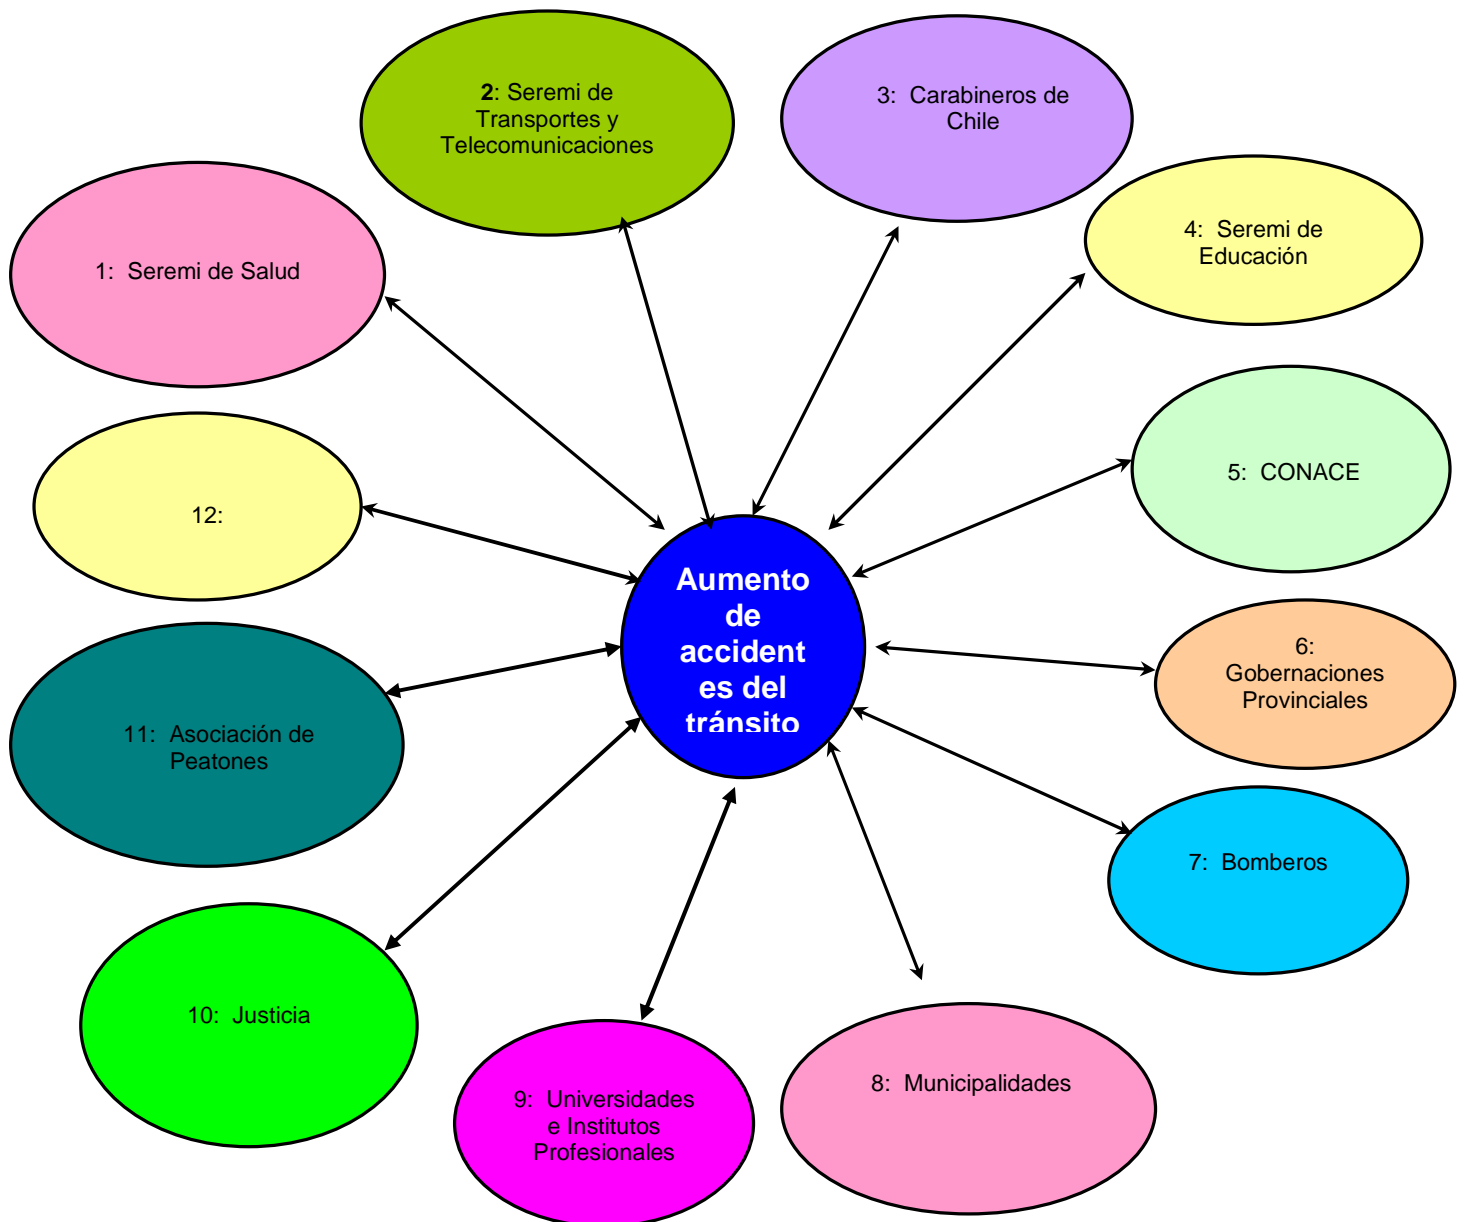 2: Seremi de
Transportes y
Telecomunicaciones
3: Carabineros de
Chile
1: Seremi de Salud
4: Seremi de
Educación
5: CONACE
12:
Aumento
de
accident
es del
tránsito
6:
Gobernaciones
Provinciales
11: Asociación de
Peatones
7: Bomberos
10: Justicia
9: Universidades
e Institutos
Profesionales
8: Municipalidades